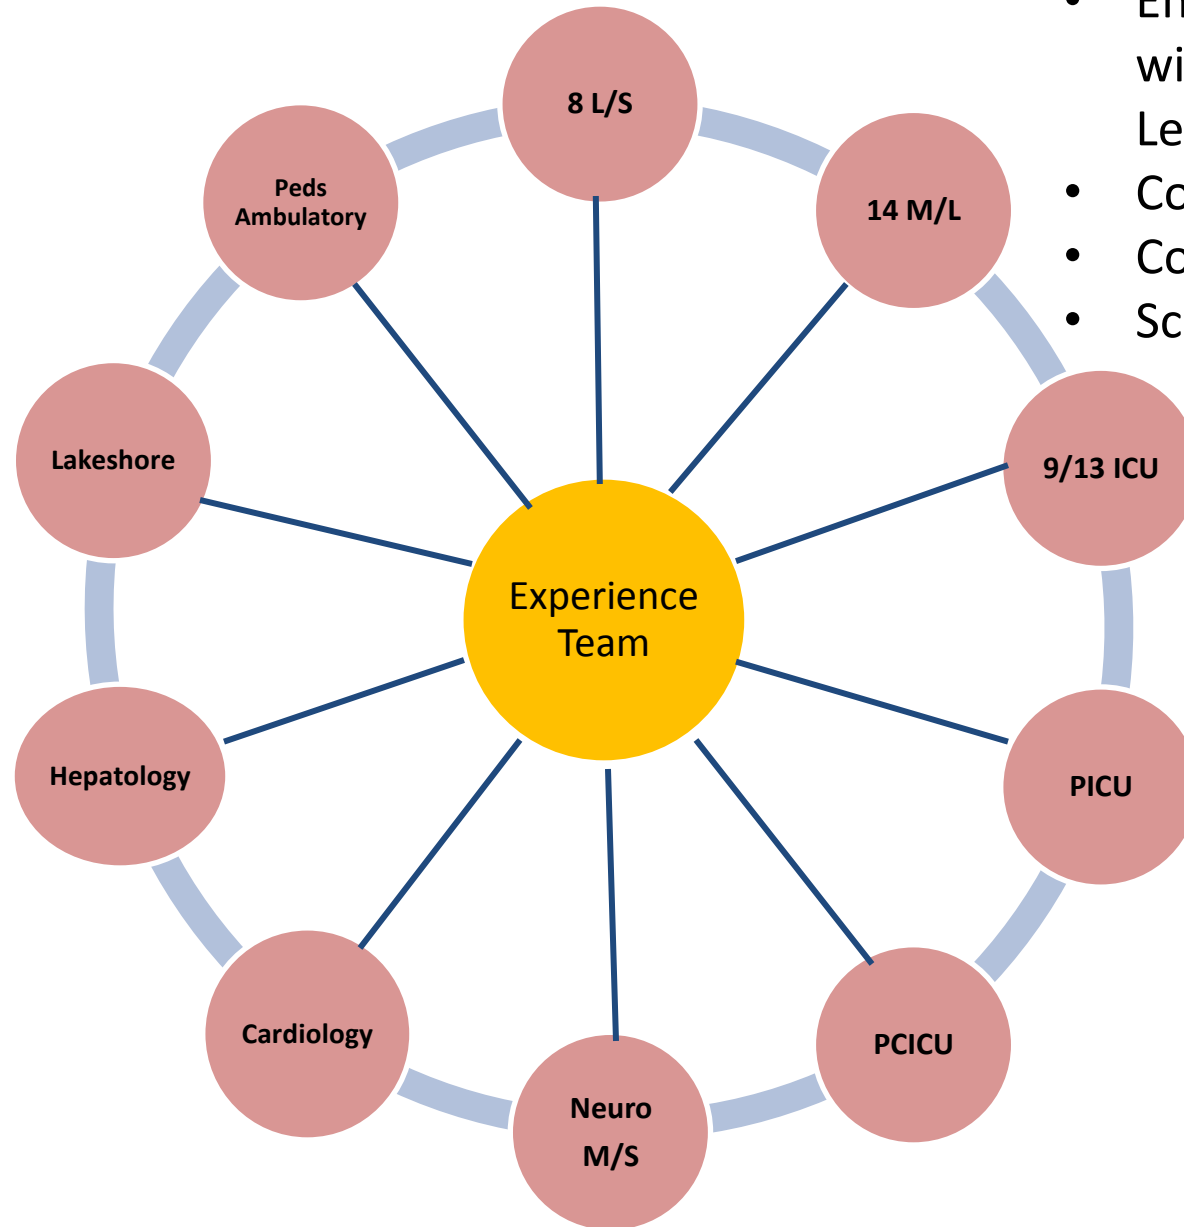 8 L/S
14 M/L
9/13 ICU
PICU
PCICU
Neuro
M/S
Cardiology
Hepatology
Lakeshore
Peds
Ambulatory
Experience
Team